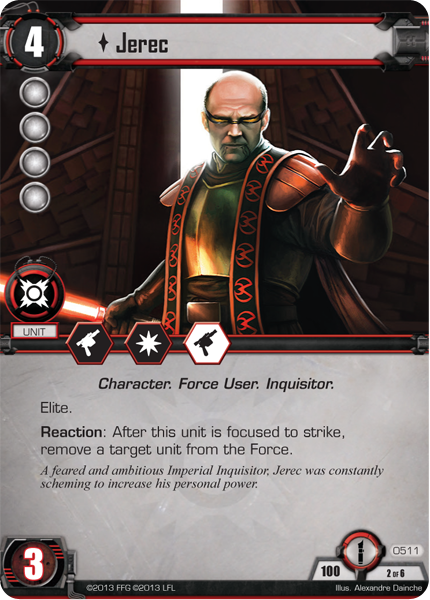 4
Jerec
UNIT
Character. Force User. Inquisitor.
Elite.
Reaction: After this unit is focused to strike,
remove a target unit from the Force.
A feared and ambitious Imperial Inquisitor, Jerec was constantly
scheming to increase his personal power.
3
0511
100
2 of 6
©2013 FFG ©2013 LFL
Illus. Alexandre Dainche